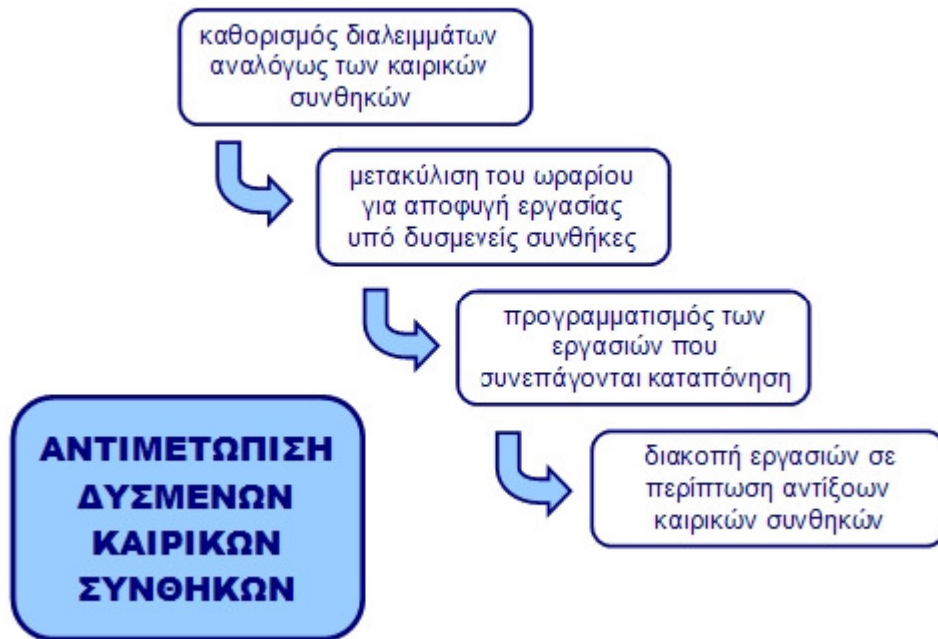 καθορισμός διαλειμμάτων
αναλόγως των καιρικών
συνθηκών
μετακύλιση του ωραρίου
για αποφυγή εργασίας
υπό δυσμενείς συνθήκες
προγραμματισμός των
εργασιών που
συνεπάγονται καταπόνηση
διακοπή εργασιών σε
περίπτωση αντίξοων
καιρικών συνθηκών
ΑΝΤΙΜΕΤΩΠΙΣΗ
ΔΥΣΜΕΝΩΝ
ΚΑΙΡΙΚΩΝ
ΣΥΝΘΗΚΩΝ